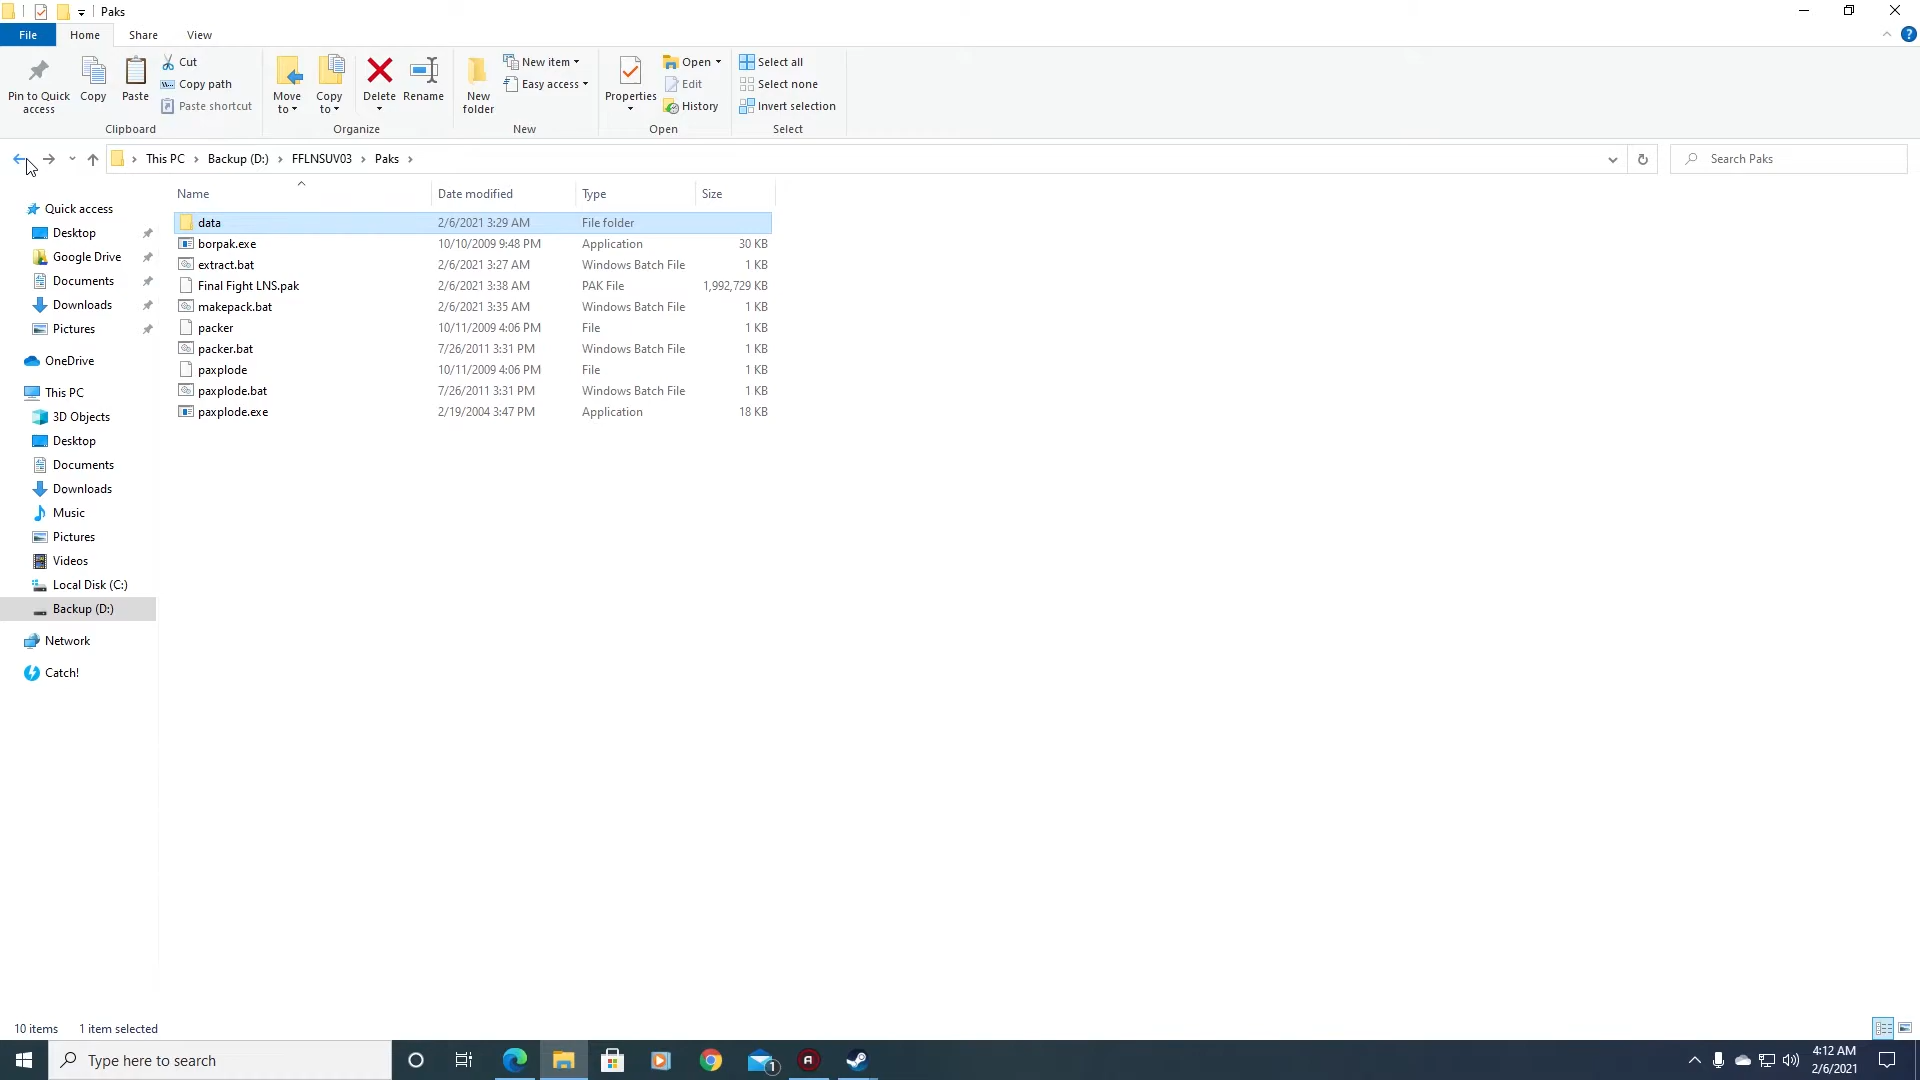 Paks
File Home Share View
Pin to Quick access
Copy
Paste
Cut
Copy path
Paste shortcut
Clipboard
Move to
Copy to
Delete
Rename
Organize
New folder
New item
Easy access
New
Properties
Open
Edit
History
Open
Select all
Select none
Invert selection
Select
This PC Backup (D:) FFLNSUV03 Paks
Search Paks
Name Date modified Type Size
data 2/6/2021 3:29 AM File folder
borpak.exe 10/10/2009 9:48 PM Application 30 KB
extract.bat 2/6/2021 3:27 AM Windows Batch File 1 KB
Final Fight LNS.pak 2/6/2021 3:38 AM PAK File 1,992,729 KB
makepack.bat 2/6/2021 3:35 AM Windows Batch File 1 KB
packer 10/11/2009 4:06 PM File 1 KB
packer.bat 7/26/2011 3:31 PM Windows Batch File 1 KB
paxplode 10/11/2009 4:06 PM File 1 KB
paxplode.bat 7/26/2011 3:31 PM Windows Batch File 1 KB
paxplode.exe 2/19/2004 3:47 PM Application 18 KB
Quick access
Desktop
Google Drive
Documents
Downloads
Pictures
OneDrive
This PC
3D Objects
Desktop
Documents
Downloads
Music
Pictures
Videos
Local Disk (C:)
Backup (D:)
Network
Catch!
10 items 1 item selected
Type here to search
1
4:12 AM
2/6/2021